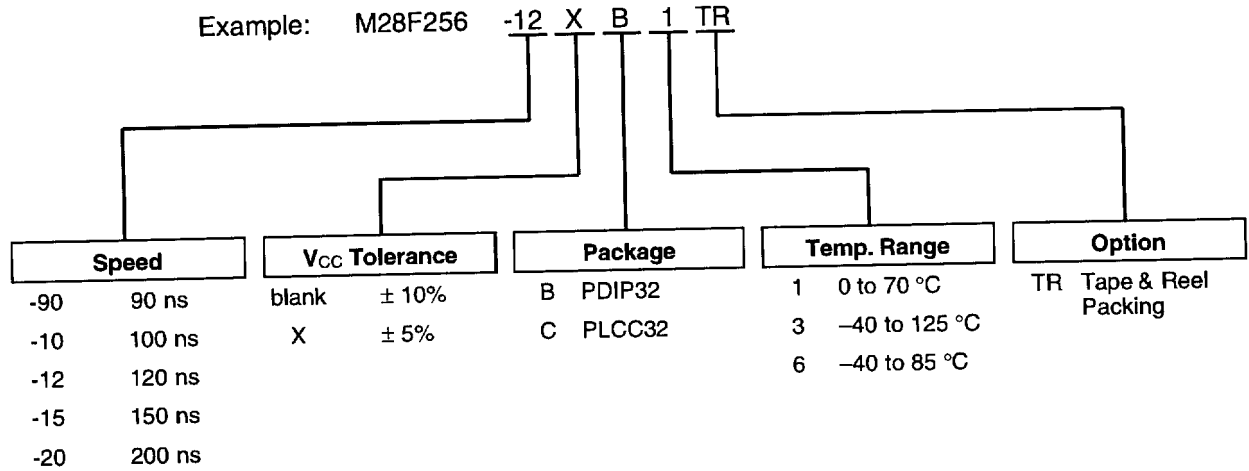 Example: M28F256 -12 X B 1 TR
Speed
-90 90 ns
-10 100 ns
-12 120 ns
-15 150 ns
-20 200 ns
VCC Tolerance
blank ± 10%
X ± 5%
Package
B PDIP32
C PLCC32
Temp. Range
1 0 to 70 °C
3 –40 to 125 °C
6 –40 to 85 °C
Option
TR Tape & Reel
Packing